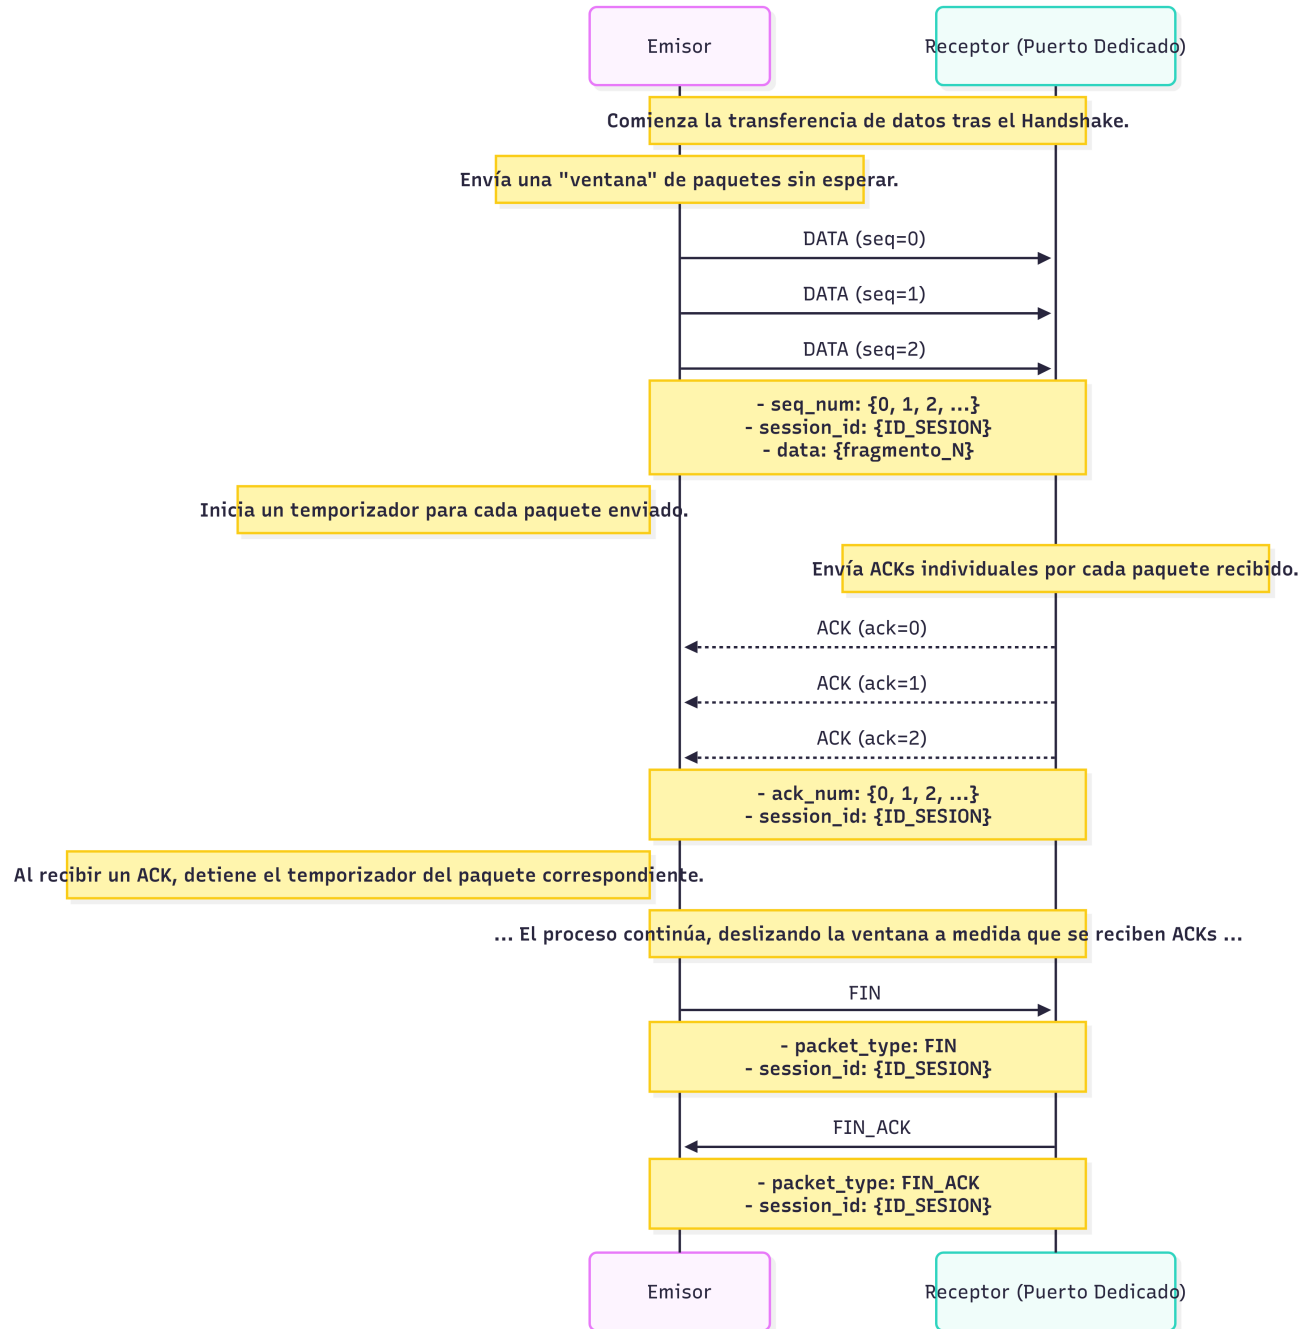 Emisor
Receptor (Puerto Dedicado)
Comienza la transferencia de datos tras el Handshake.
Envía una "ventana" de paquetes sin esperar.
DATA (seq=0)
DATA (seq=1)
DATA (seq=2)
- seq_num: {0, 1, 2, ...}
- session_id: {ID_SESION}
- data: {fragmento_N}
Inicia un temporizador para cada paquete enviado.
Envía ACKs individuales por cada paquete recibido.
ACK (ack=0)
ACK (ack=1)
ACK (ack=2)
- ack_num: {0, 1, 2, ...}
- session_id: {ID_SESION}
Al recibir un ACK, detiene el temporizador del paquete correspondiente.
... El proceso continúa, deslizando la ventana a medida que se reciben ACKs ...
FIN
- packet_type: FIN
- session_id: {ID_SESION}
FIN_ACK
- packet_type: FIN_ACK
- session_id: {ID_SESION}
Emisor
Receptor (Puerto Dedicado)